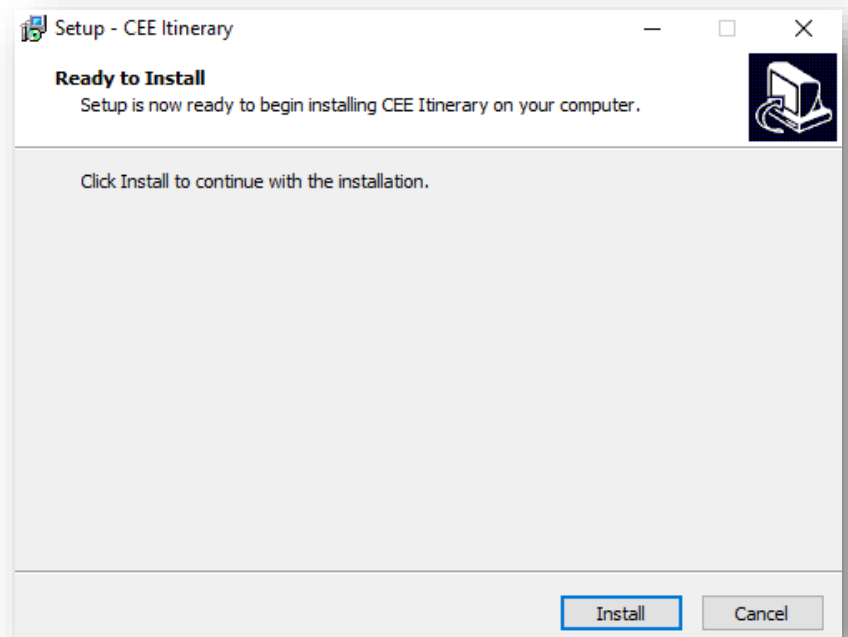 Setup - CEE Itinerary
Ready to Install
Setup is now ready to begin installing CEE Itinerary on your computer.
Click Install to continue with the installation.
Install
Cancel